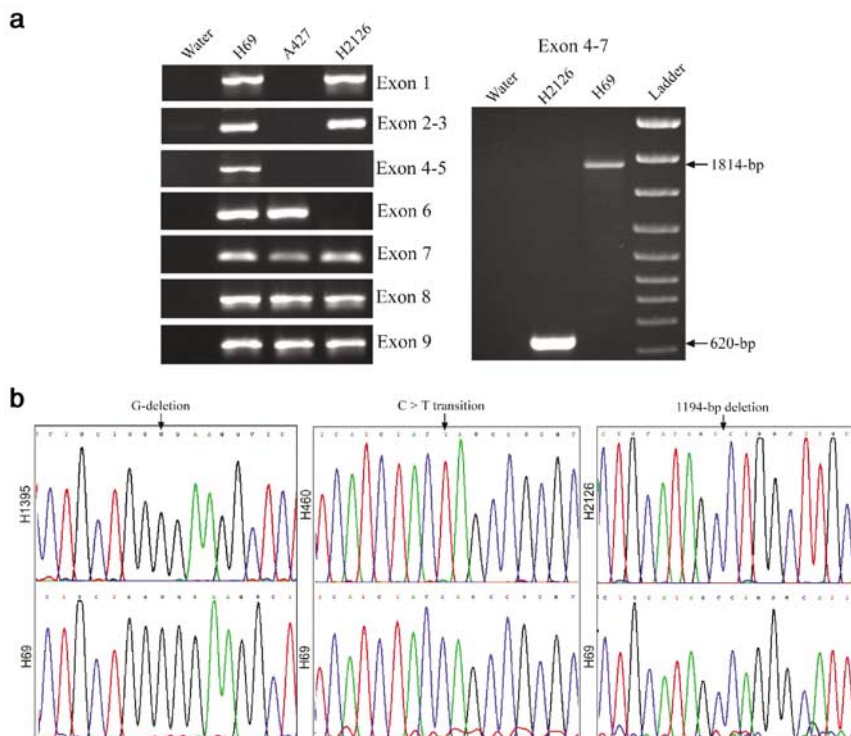 a
Water H69 A427 H2126
Exon 1
Exon 2-3
Exon 4-5
Exon 6
Exon 7
Exon 8
Exon 9
Exon 4-7
Water H2126 H69 Ladder
1814-bp
620-bp
b
G-deletion
C > T transition
1194-bp deletion
H1395
H460
H2126
H69
H69
H69